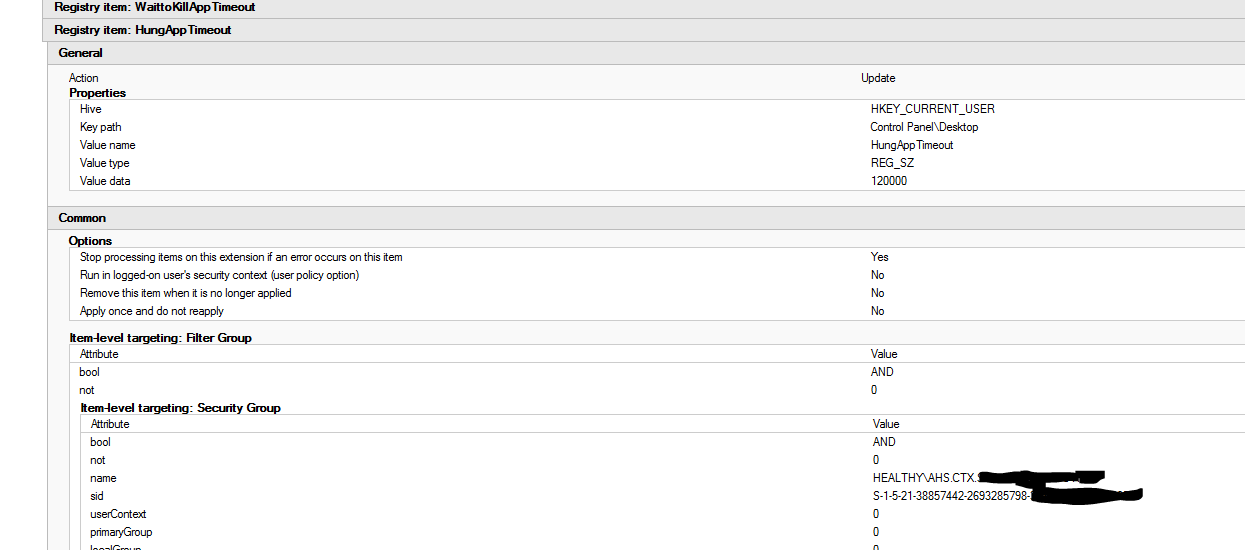 Registry item: WaittoKillAppTimeout
Registry item: HungAppTimeout
General
Action Update
Properties
Hive HKEY_CURRENT_USER
Key path Control Panel\Desktop
Value name HungAppTimeout
Value type REG_SZ
Value data 120000
Common
Options
Stop processing items on this extension if an error occurs on this item Yes
Run in logged-on user's security context (user policy option) No
Remove this item when it is no longer applied No
Apply once and do not reapply No
Item-level targeting: Filter Group
Attribute Value
bool AND
not 0
Item-level targeting: Security Group
Attribute Value
bool AND
not 0
name HEALTHY\AHS.CTX.
sid S-1-5-21-38857442-2693285798-
userContext 0
primaryGroup 0
localGroup 0